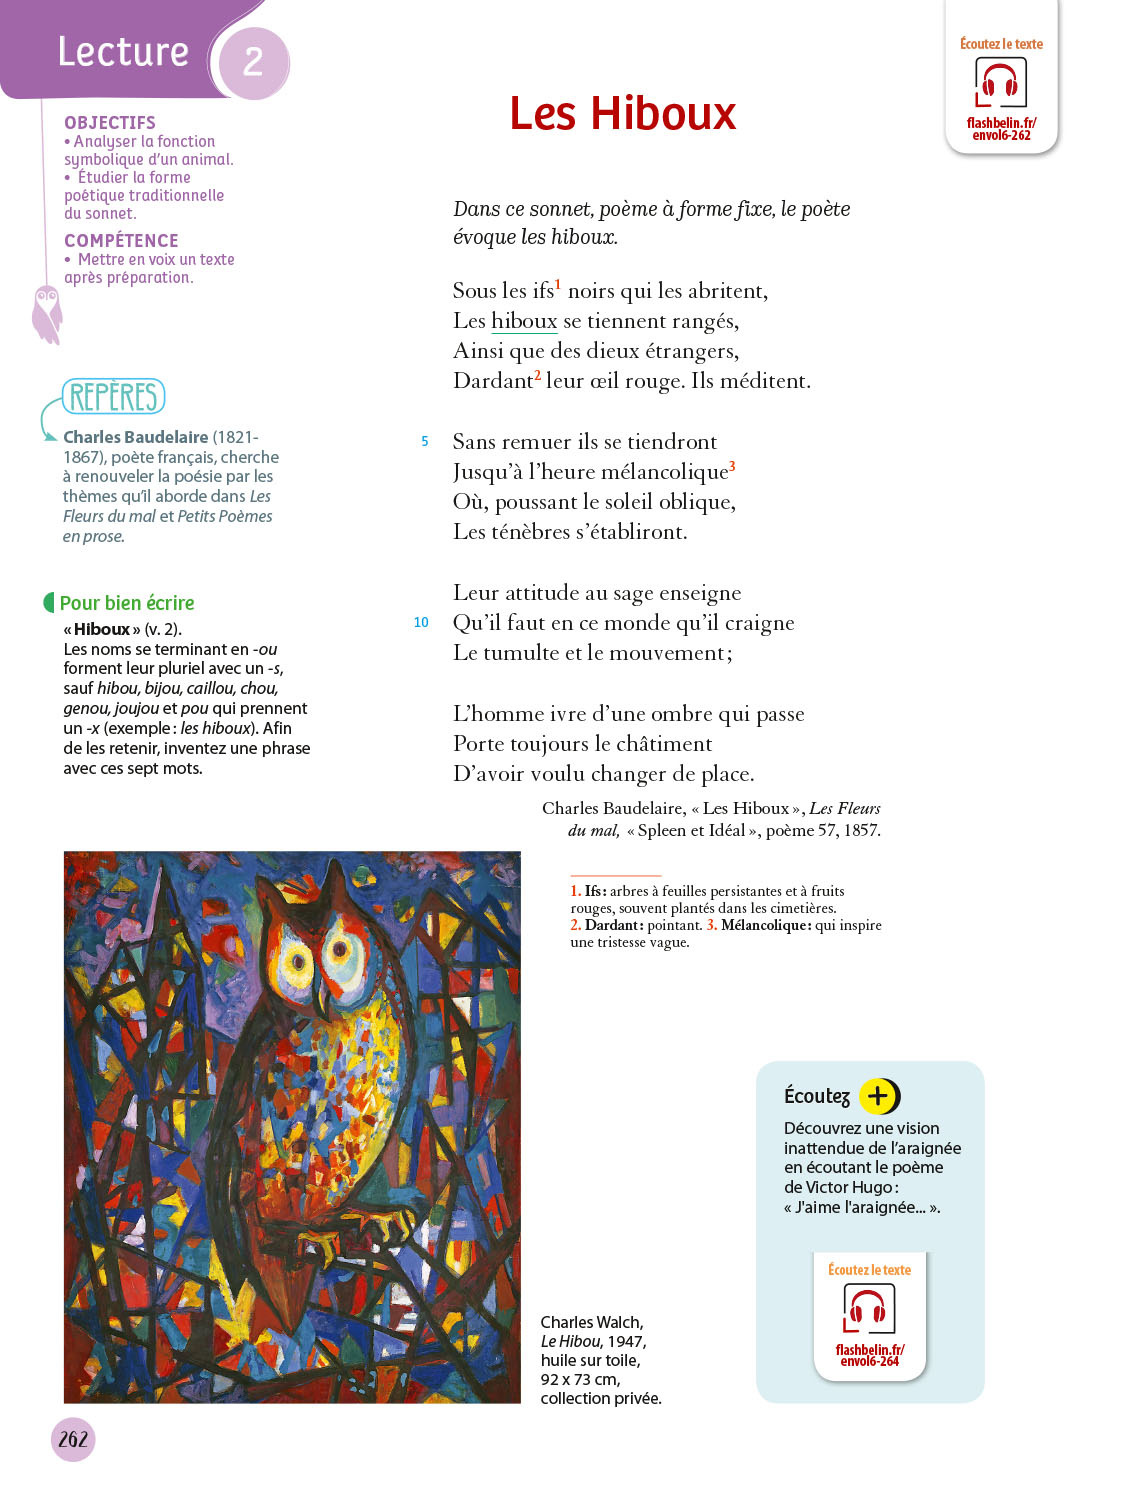 Lecture 2
OBJECTIFS
• Analyser la fonction
symbolique d’un animal.
• Étudier la forme
poétique traditionnelle
du sonnet.
COMPÉTENCE
• Mettre en voix un texte
après préparation.
REPÈRES
Charles Baudelaire (1821-
1867), poète français, cherche
à renouveler la poésie par les
thèmes qu’il aborde dans Les
Fleurs du mal et Petits Poèmes
en prose.
Pour bien écrire
« Hiboux » (v. 2).
Les noms se terminant en -ou
forment leur pluriel avec un -s,
sauf hibou, bijou, caillou, chou,
genou, joujou et pou qui prennent
un -x (exemple : les hiboux). Afin
de les retenir, inventez une phrase
avec ces sept mots.
Écoutez le texte
flashbelin.fr/
envol6-262
Les Hiboux
Dans ce sonnet, poème à forme fixe, le poète
évoque les hiboux.
Sous les ifs1 noirs qui les abritent,
Les hiboux se tiennent rangés,
Ainsi que des dieux étrangers,
Dardant2 leur œil rouge. Ils méditent.
5 Sans remuer ils se tiendront
Jusqu’à l’heure mélancolique3
Où, poussant le soleil oblique,
Les ténèbres s’établiront.
Leur attitude au sage enseigne
10 Qu’il faut en ce monde qu’il craigne
Le tumulte et le mouvement ;
L’homme ivre d’une ombre qui passe
Porte toujours le châtiment
D’avoir voulu changer de place.
Charles Baudelaire, « Les Hiboux », Les Fleurs
du mal, « Spleen et Idéal », poème 57, 1857.
1. Ifs : arbres à feuilles persistantes et à fruits
rouges, souvent plantés dans les cimetières.
2. Dardant : pointant. 3. Mélancolique : qui inspire
une tristesse vague.
Charles Walch,
Le Hibou, 1947,
huile sur toile,
92 x 73 cm,
collection privée.
Écoutez +
Découvrez une vision
inattendue de l’araignée
en écoutant le poème
de Victor Hugo :
« J'aime l'araignée... ».
Écoutez le texte
flashbelin.fr/
envol6-264
262